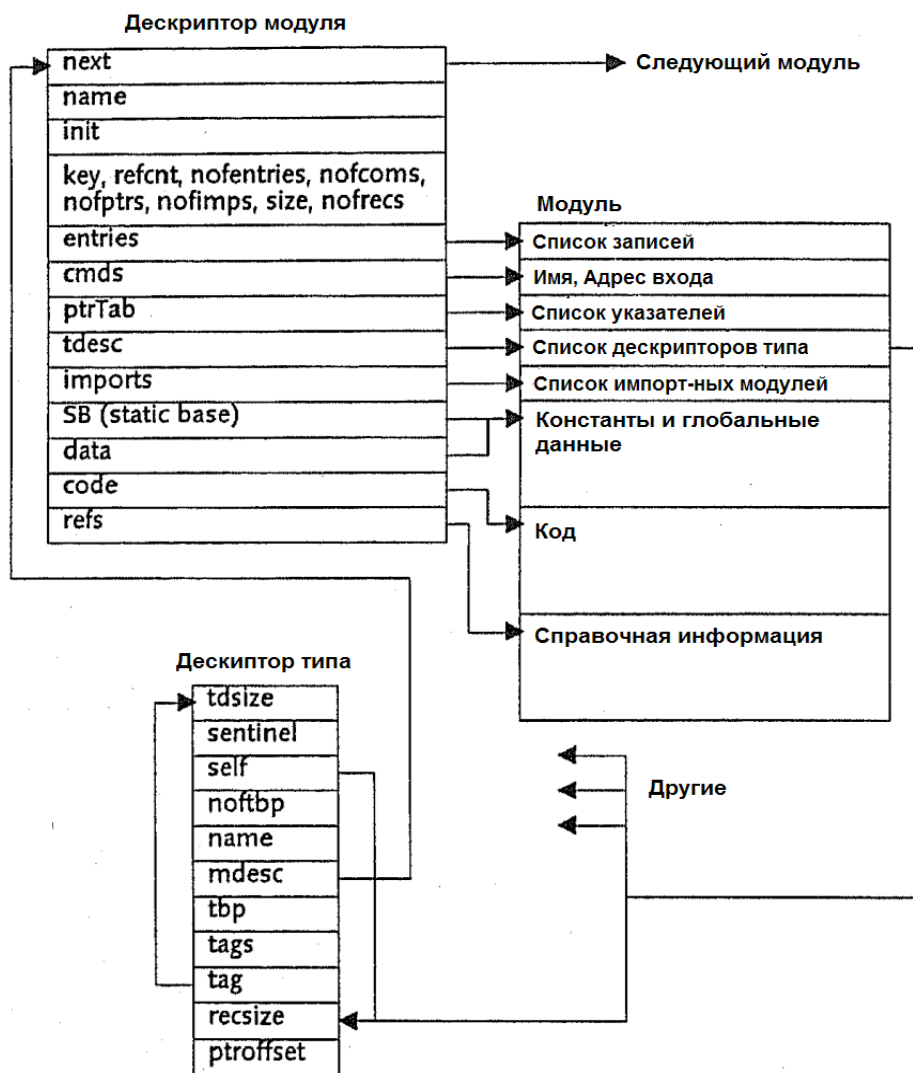 Дескриптор модуля
next
Следующий модуль
name
init
key, refcnt, nofentries, nofcoms,
nofptrs, nofimps, size, nofrecs
Модуль
entries
Список записей
cmds
Имя, Адрес входа
ptrTab
Список указателей
tdesc
Список дескрипторов типа
imports
Список импорт-ных модулей
SB (static base)
Константы и глобальные
данные
data
code
refs
Код
Справочная информация
Дескиптор типа
tdsize
sentinel
self
noftbp
name
mdesc
tbp
tags
tag
recsize
ptroffset
Другие